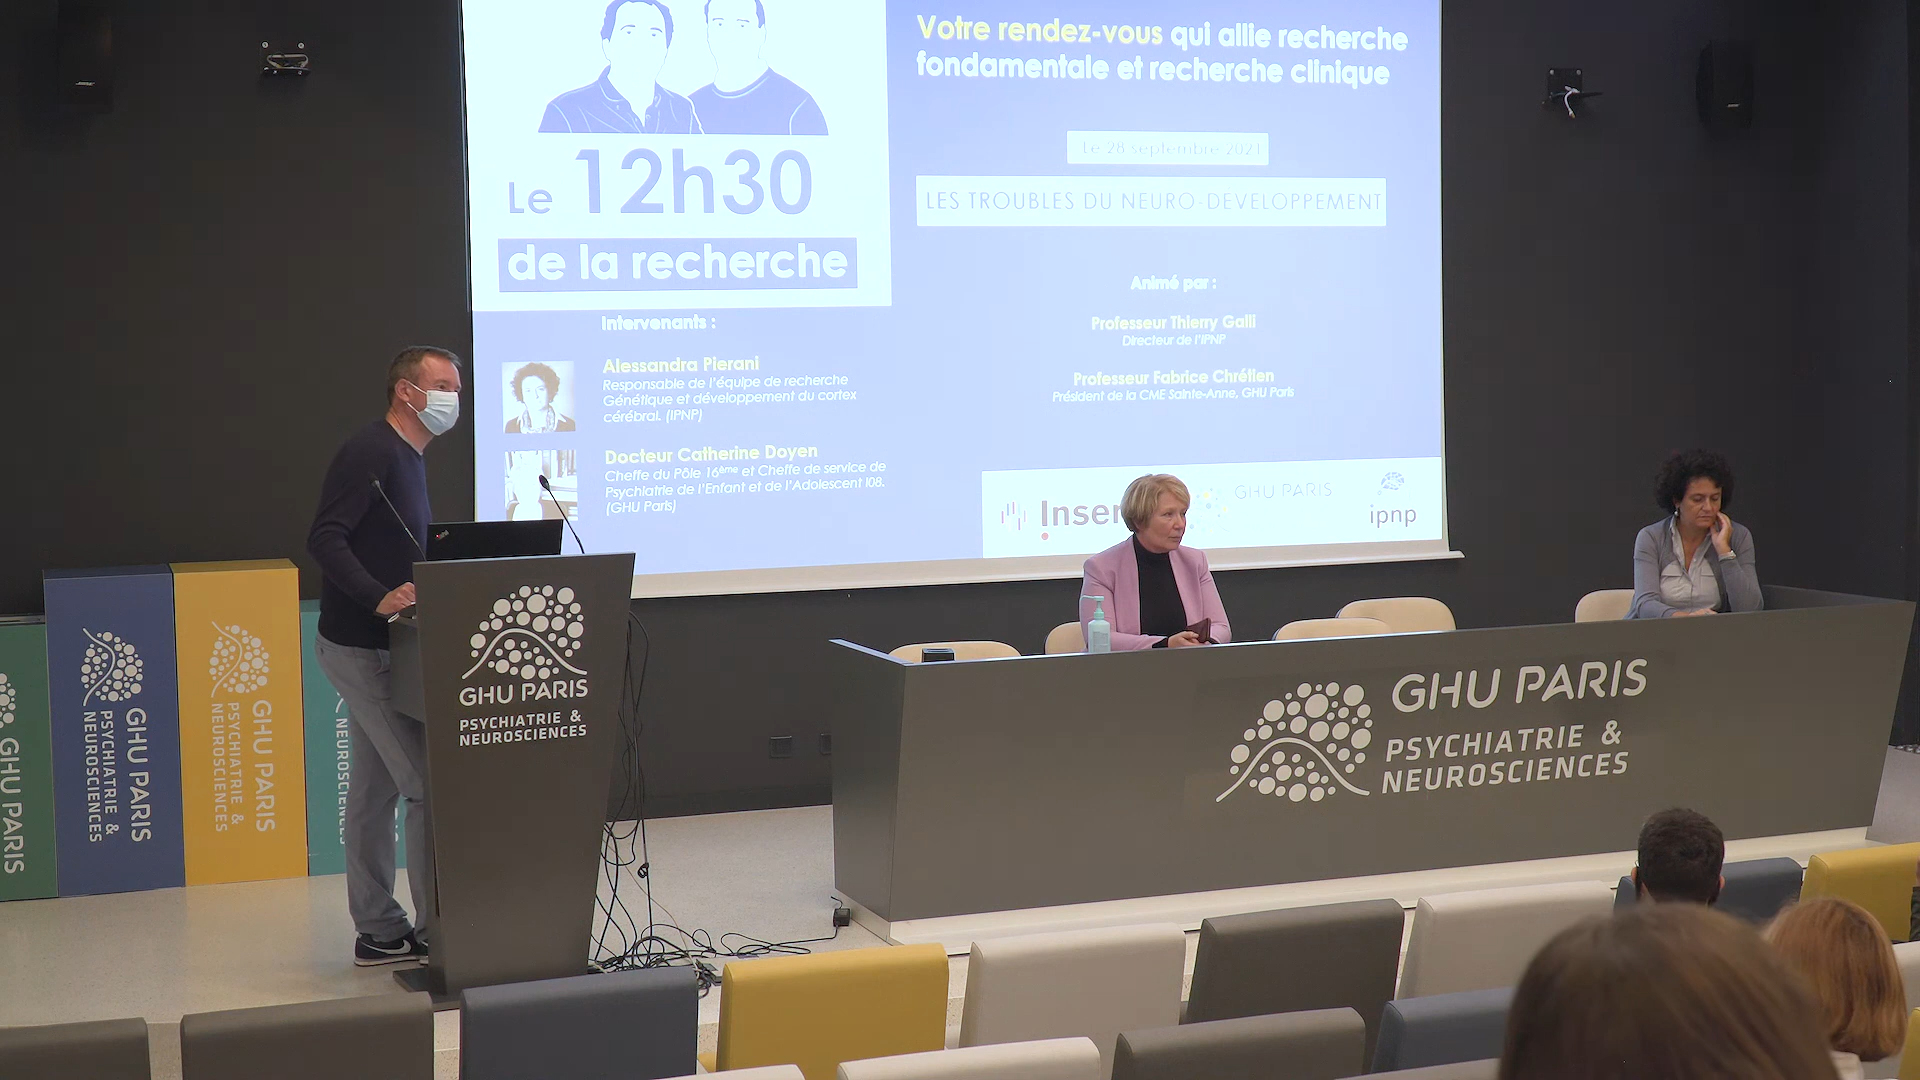 Votre rendez-vous qui allie recherche
fondamentale et recherche clinique
Le 28 septembre 2021
LES TROUBLES DU NEURO-DEVELOPPEMENT
Le 12h30
de la recherche
Animé par :
Professeur Thierry Galli
Directeur de l'IPNP
Professeur Fabrice Chrétien
Président de la CME Sainte-Anne, GHU Paris
Intervenants :
Alessandra Pierani
Responsable de l'équipe de recherche
Génétique et développement du cortex
cérébral. (IPNP)
Docteur Catherine Doyen
Cheffe du Pôle 16ème et Cheffe de service de
Psychiatrie de l'Enfant et de l'Adolescent I08.
(GHU Paris)
Inser
GHU PARIS
ipnp
GHU PARIS
PSYCHIATRIE &
NEUROSCIENCES
GHU PARIS
PSYCHIATRIE &
NEUROSCIENCES
GHU PARIS
GHU PARIS
PSYCHIATRIE &
NEUROSCIENCES
GHU PARIS
PSYCHIATRIE &
NEUROSCIENCES
NEUROSCIENCES